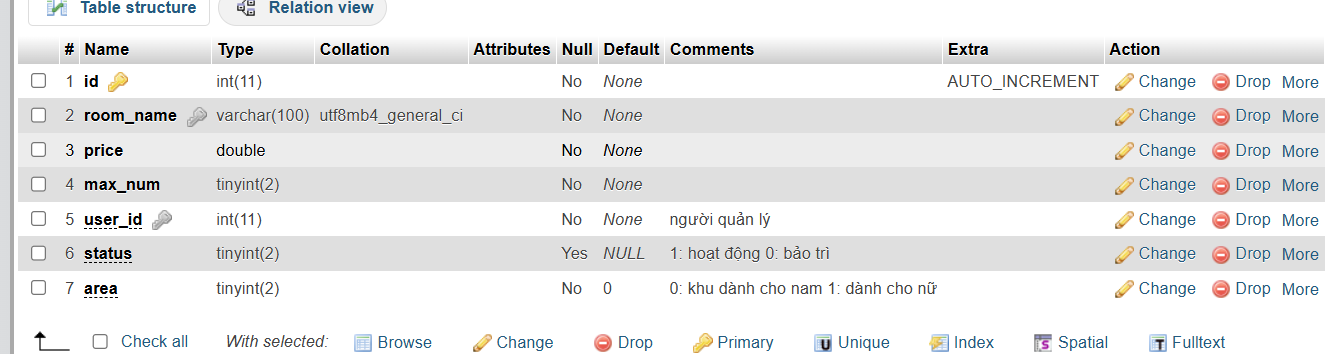 Table structure Relation view
# Name Type Collation Attributes Null Default Comments Extra Action
1 id int(11) No None AUTO_INCREMENT Change Drop More
2 room_name varchar(100) utf8mb4_general_ci No None Change Drop More
3 price double No None Change Drop More
4 max_num tinyint(2) No None Change Drop More
5 user_id int(11) No None người quản lý Change Drop More
6 status tinyint(2) Yes NULL 1: hoạt động 0: bảo trì Change Drop More
7 area tinyint(2) No 0 0: khu dành cho nam 1: dành cho nữ Change Drop More
Check all With selected: Browse Change Drop Primary Unique Index Spatial Fulltext